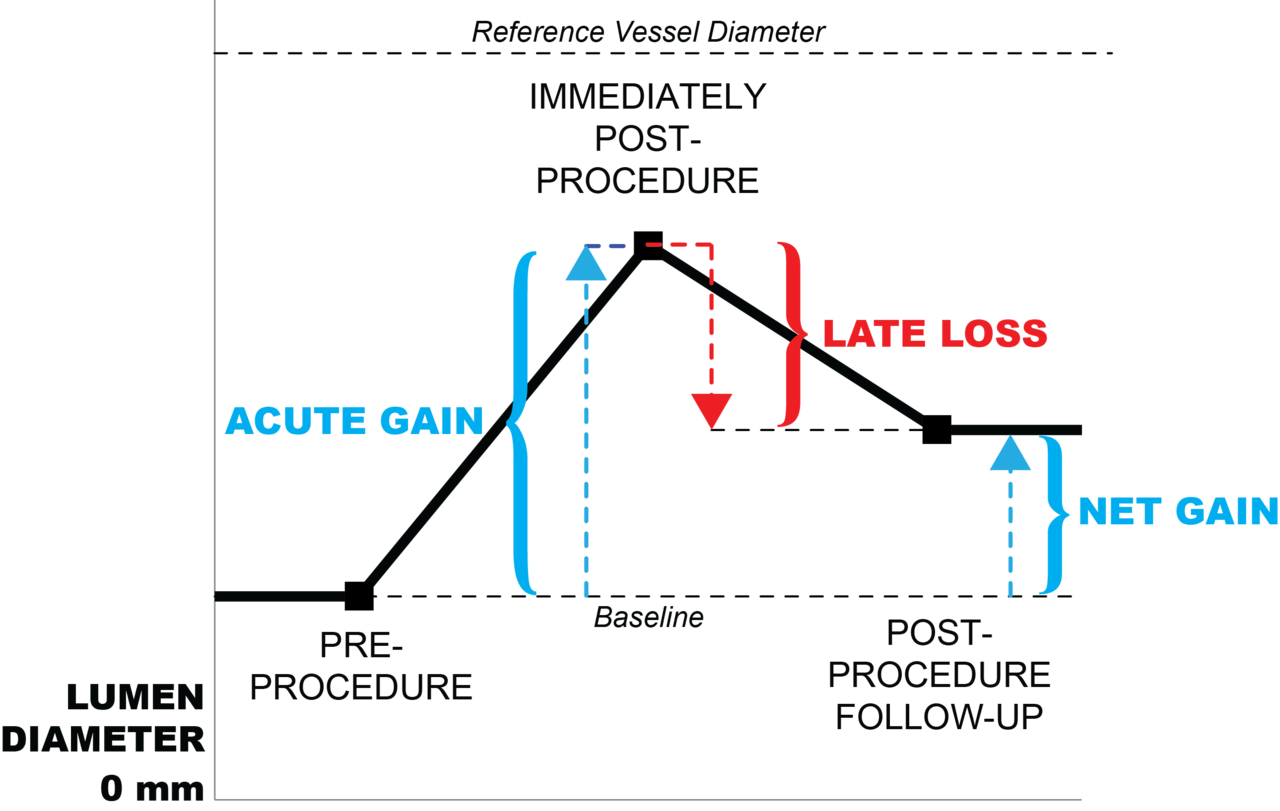 Reference Vessel Diameter
IMMEDIATELY
POST-
PROCEDURE
LATE LOSS
ACUTE GAIN
NET GAIN
Baseline
PRE-
PROCEDURE
POST-
PROCEDURE
FOLLOW-UP
LUMEN
DIAMETER
0 mm